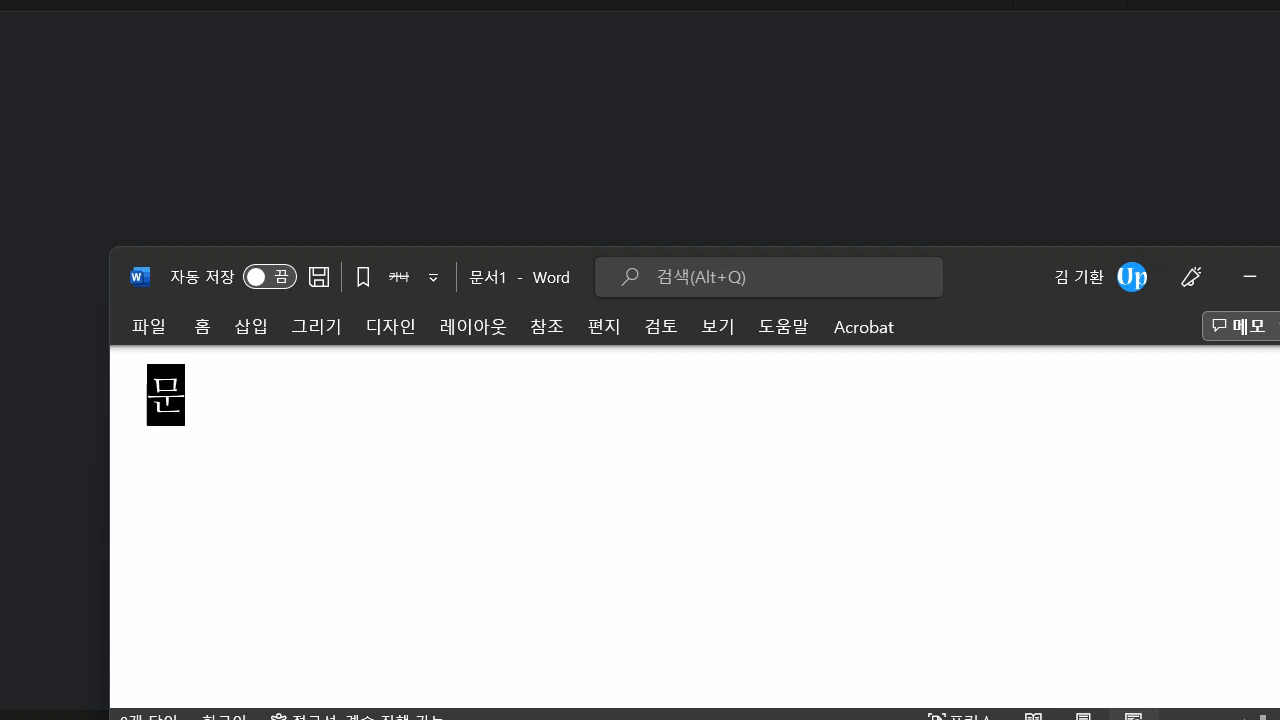 자동 저장 끔 가나 문서1 - Word 검색(Alt+Q) 김 기환 Up
파일 홈 삽입 그리기 디자인 레이아웃 참조 편지 검토 보기 도움말 Acrobat 메모
문